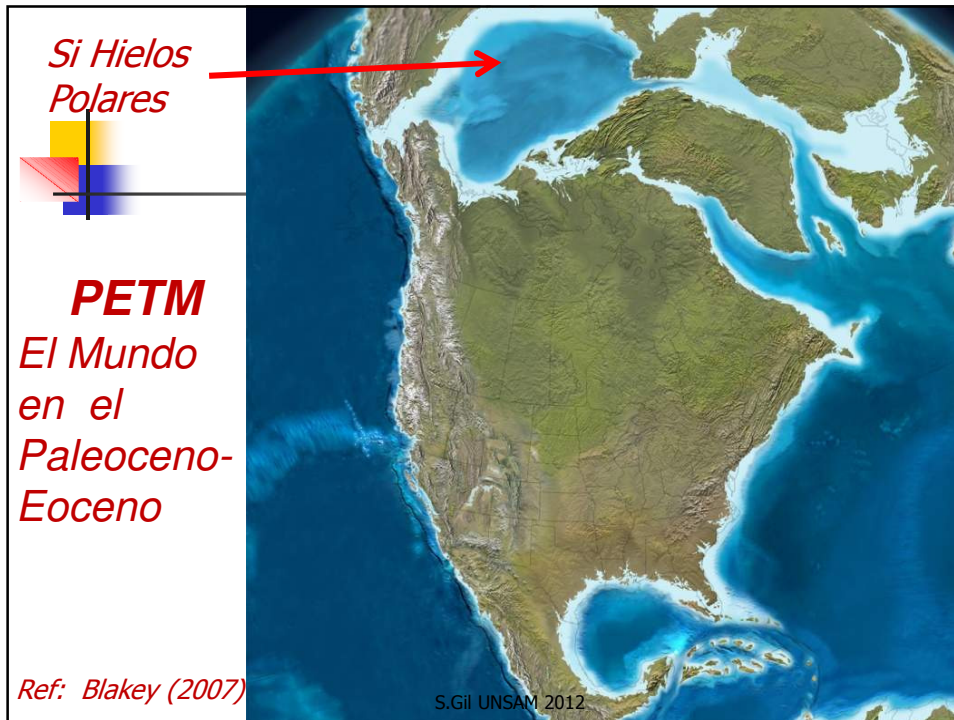 Si Hielos
Polares
PETM
El Mundo
en el
Paleoceno-
Eoceno
Ref: Blakey (2007)
S.Gil UNSAM 2012